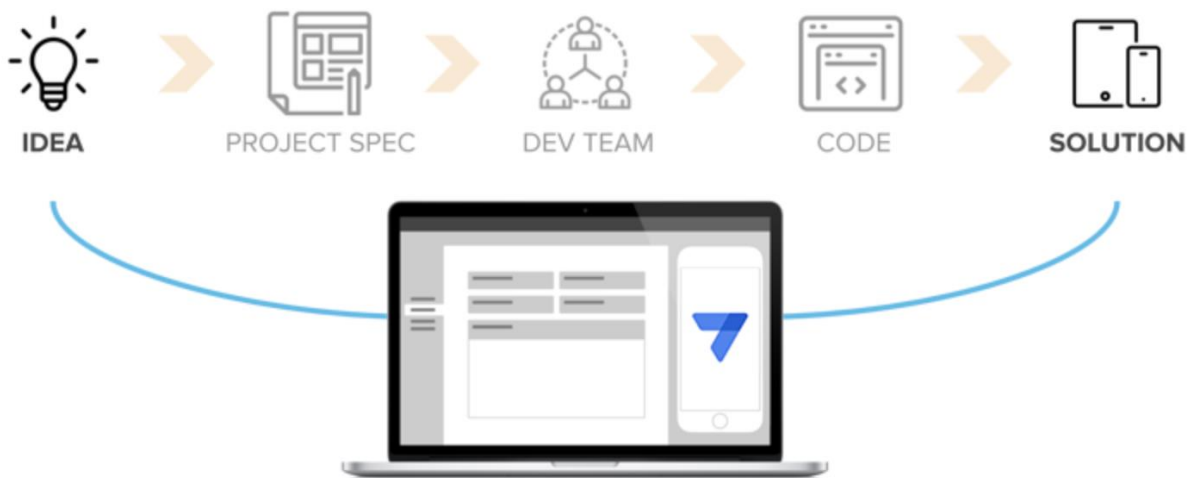 IDEA
PROJECT SPEC
DEV TEAM
CODE
SOLUTION